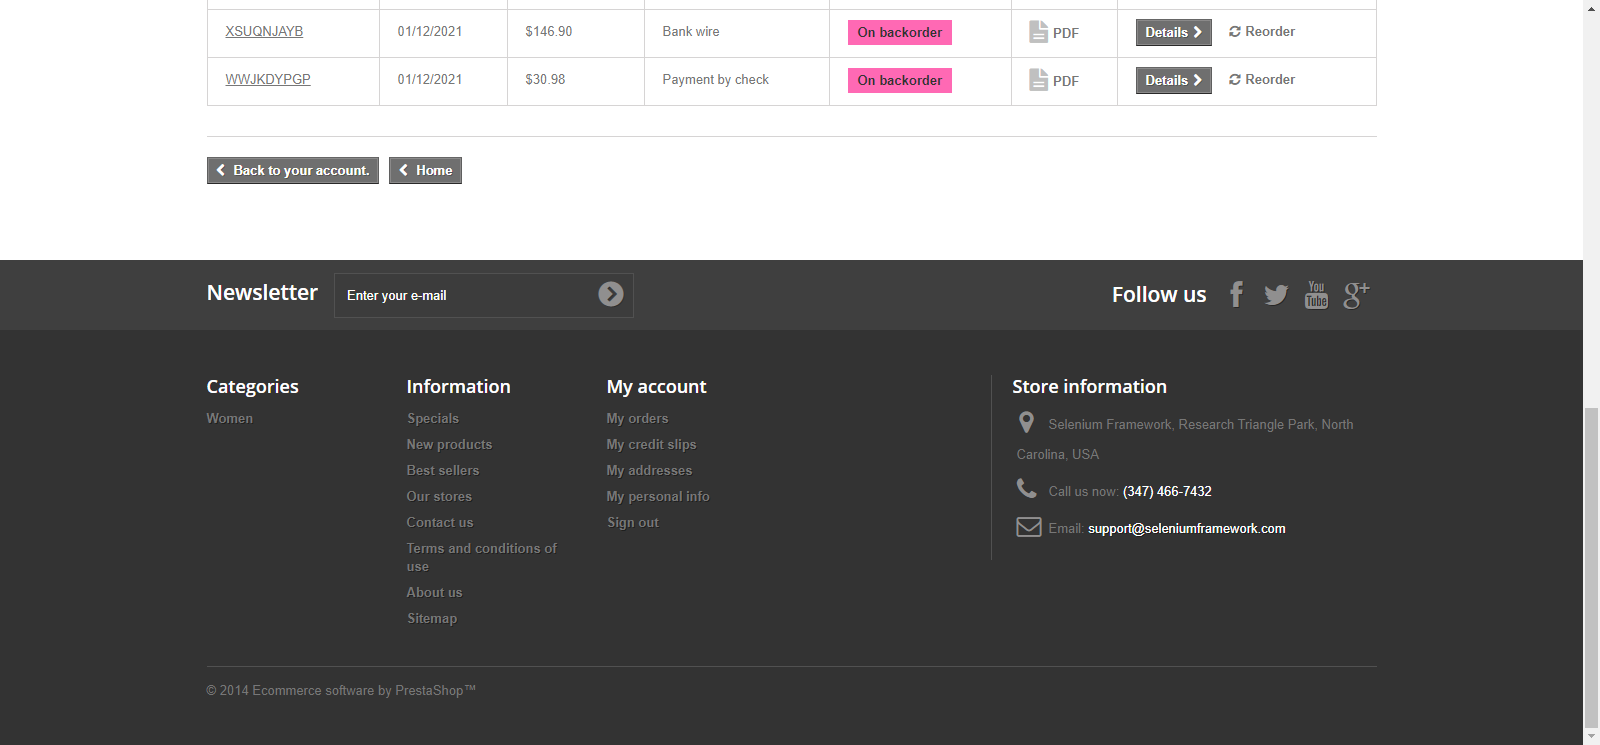 XSUQNJAYB 01/12/2021 $146.90 Bank wire On backorder PDF Details Reorder
WWJKDYPGP 01/12/2021 $30.98 Payment by check On backorder PDF Details Reorder
Back to your account. Home
Newsletter Enter your e-mail Follow us You Tube g+
Categories
Women
Information
Specials
New products
Best sellers
Our stores
Contact us
Terms and conditions of
use
About us
Sitemap
My account
My orders
My credit slips
My addresses
My personal info
Sign out
Store information
Selenium Framework, Research Triangle Park, North
Carolina, USA
Call us now: (347) 466-7432
Email: support@seleniumframework.com
© 2014 Ecommerce software by PrestaShop™